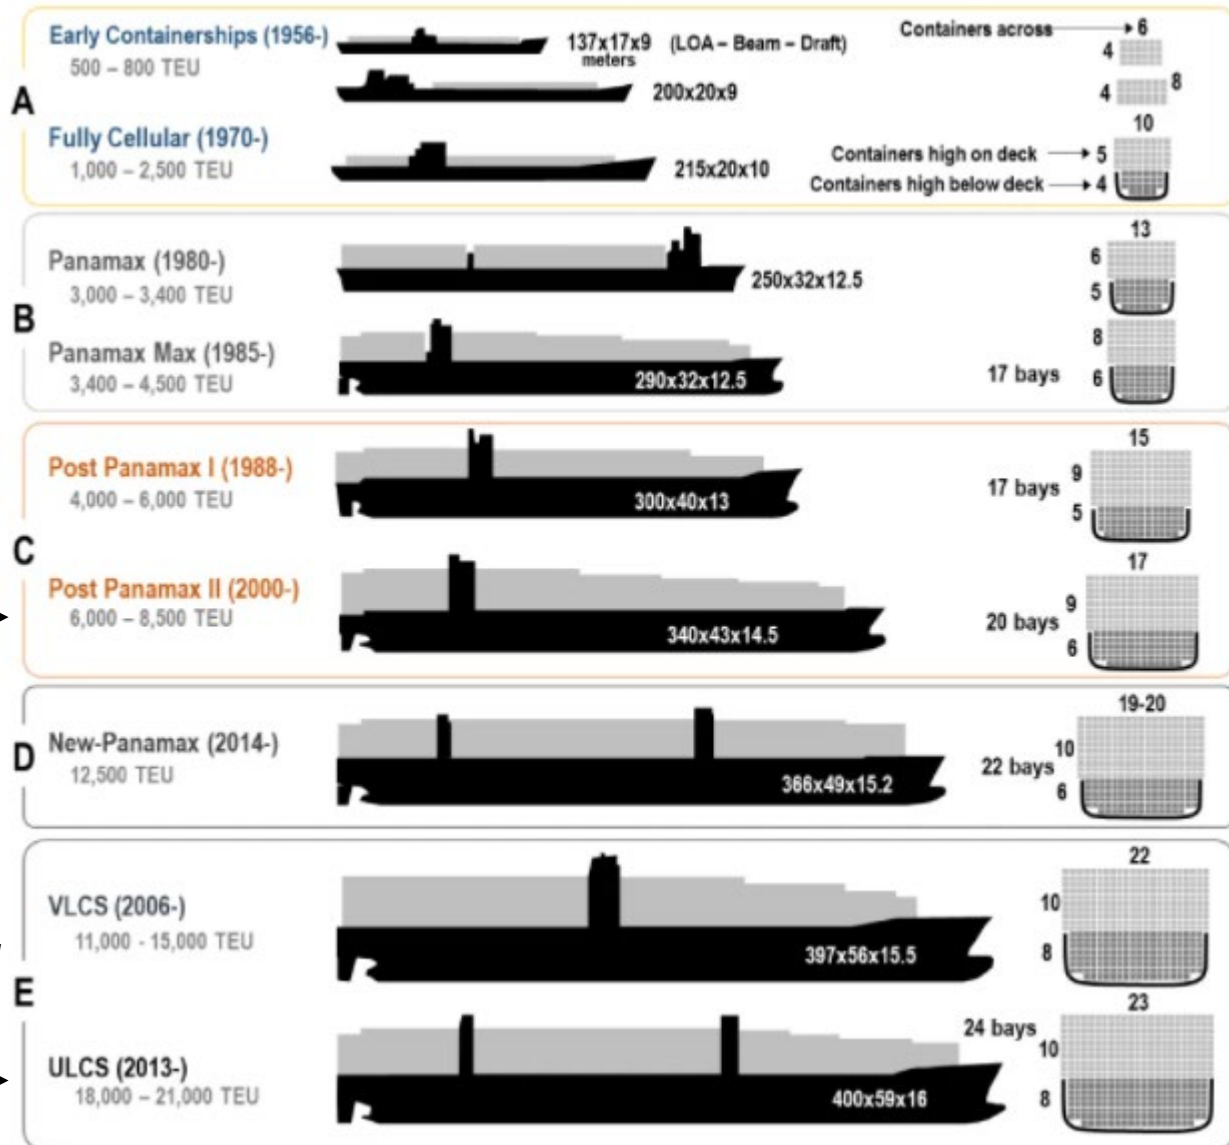 A
Early Containerships (1956-)
500 – 800 TEU
137x17x9 (LOA – Beam – Draft)
meters
200x20x9
Containers across
6
4
4
8
Fully Cellular (1970-)
1,000 – 2,500 TEU
215x20x10
10
Containers high on deck
5
Containers high below deck
4
B
Panamax (1980-)
3,000 – 3,400 TEU
250x32x12.5
13
6
5
Panamax Max (1985-)
3,400 – 4,500 TEU
290x32x12.5
17 bays
8
6
C
Post Panamax I (1988-)
4,000 – 6,000 TEU
300x40x13
17 bays
15
9
5
Post Panamax II (2000-)
6,000 – 8,500 TEU
340x43x14.5
20 bays
17
9
6
D
New-Panamax (2014-)
12,500 TEU
366x49x15.2
22 bays
19-20
10
6
E
VLCS (2006-)
11,000 - 15,000 TEU
397x56x15.5
22
10
8
ULCS (2013-)
18,000 – 21,000 TEU
400x59x16
24 bays
23
10
8